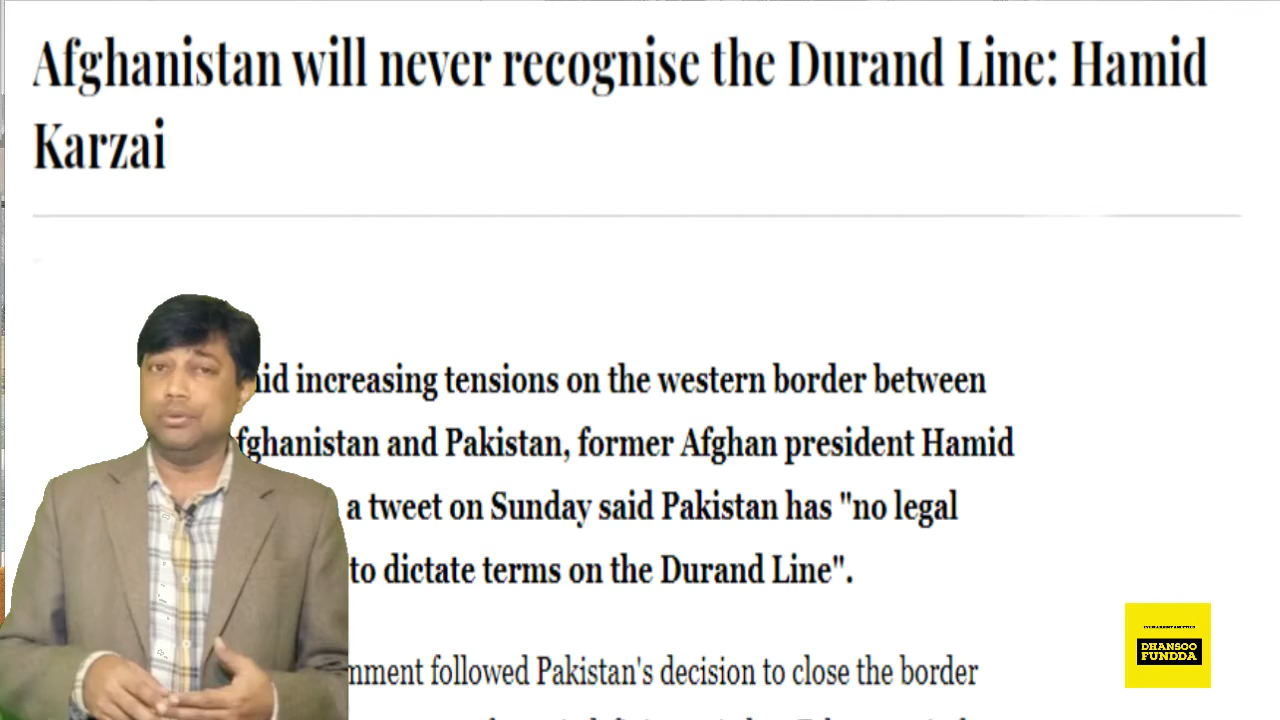 Afghanistan will never recognise the Durand Line: Hamid
Karzai
id increasing tensions on the western border between
fghanistan and Pakistan, former Afghan president Hamid
a tweet on Sunday said Pakistan has "no legal
to dictate terms on the Durand Line".
mment followed Pakistan's decision to close the border
DHANSOO
FUNDDA